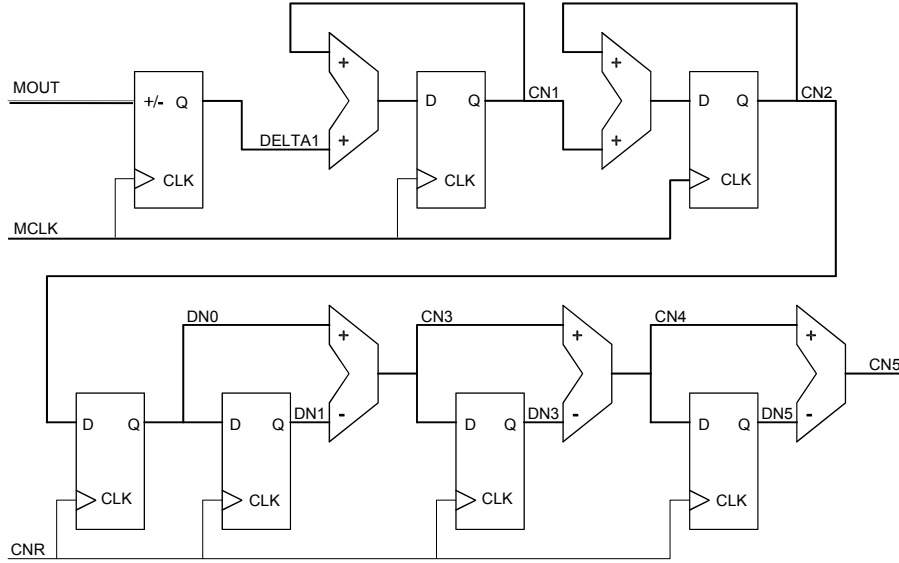 MOUT
+/- Q
CLK
DELTA1
+
+
D Q
CLK
CN1
+
+
D Q
CLK
CN2
MCLK
DN0
CN3
CN4
+
+
+
CN5
D Q
CLK
D Q
CLK
DN1
-
D Q
CLK
DN3
-
D Q
CLK
DN5
-
CNR